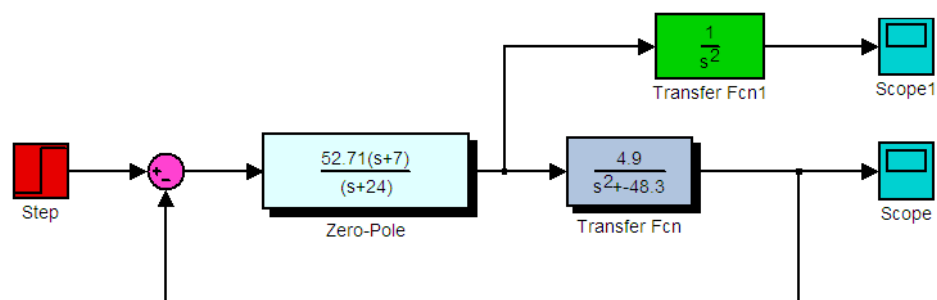 1
s2
Transfer Fcn1
Scope1
Step
+
-
52.71(s+7)
(s+24)
Zero-Pole
4.9
s2+-48.3
Transfer Fcn
Scope